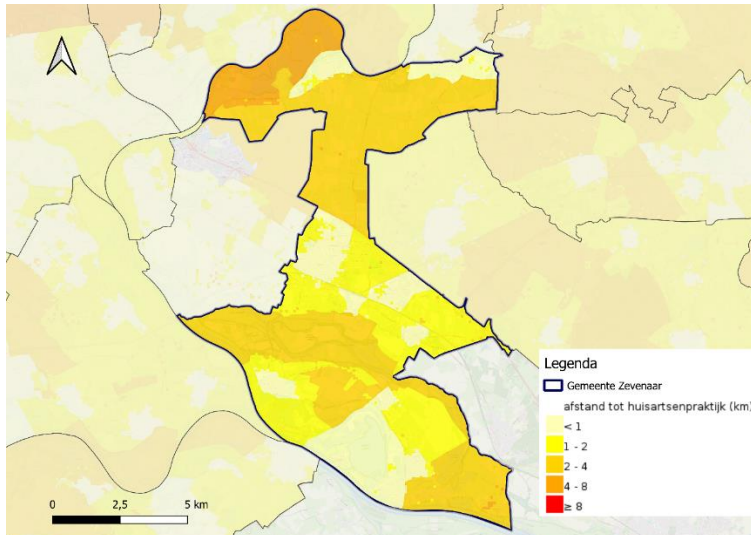 Legenda
Gemeente Zevenaar
afstand tot huisartsenpraktijk (km)
< 1
1 - 2
2 - 4
4 - 8
≥ 8
0 2,5 5 km